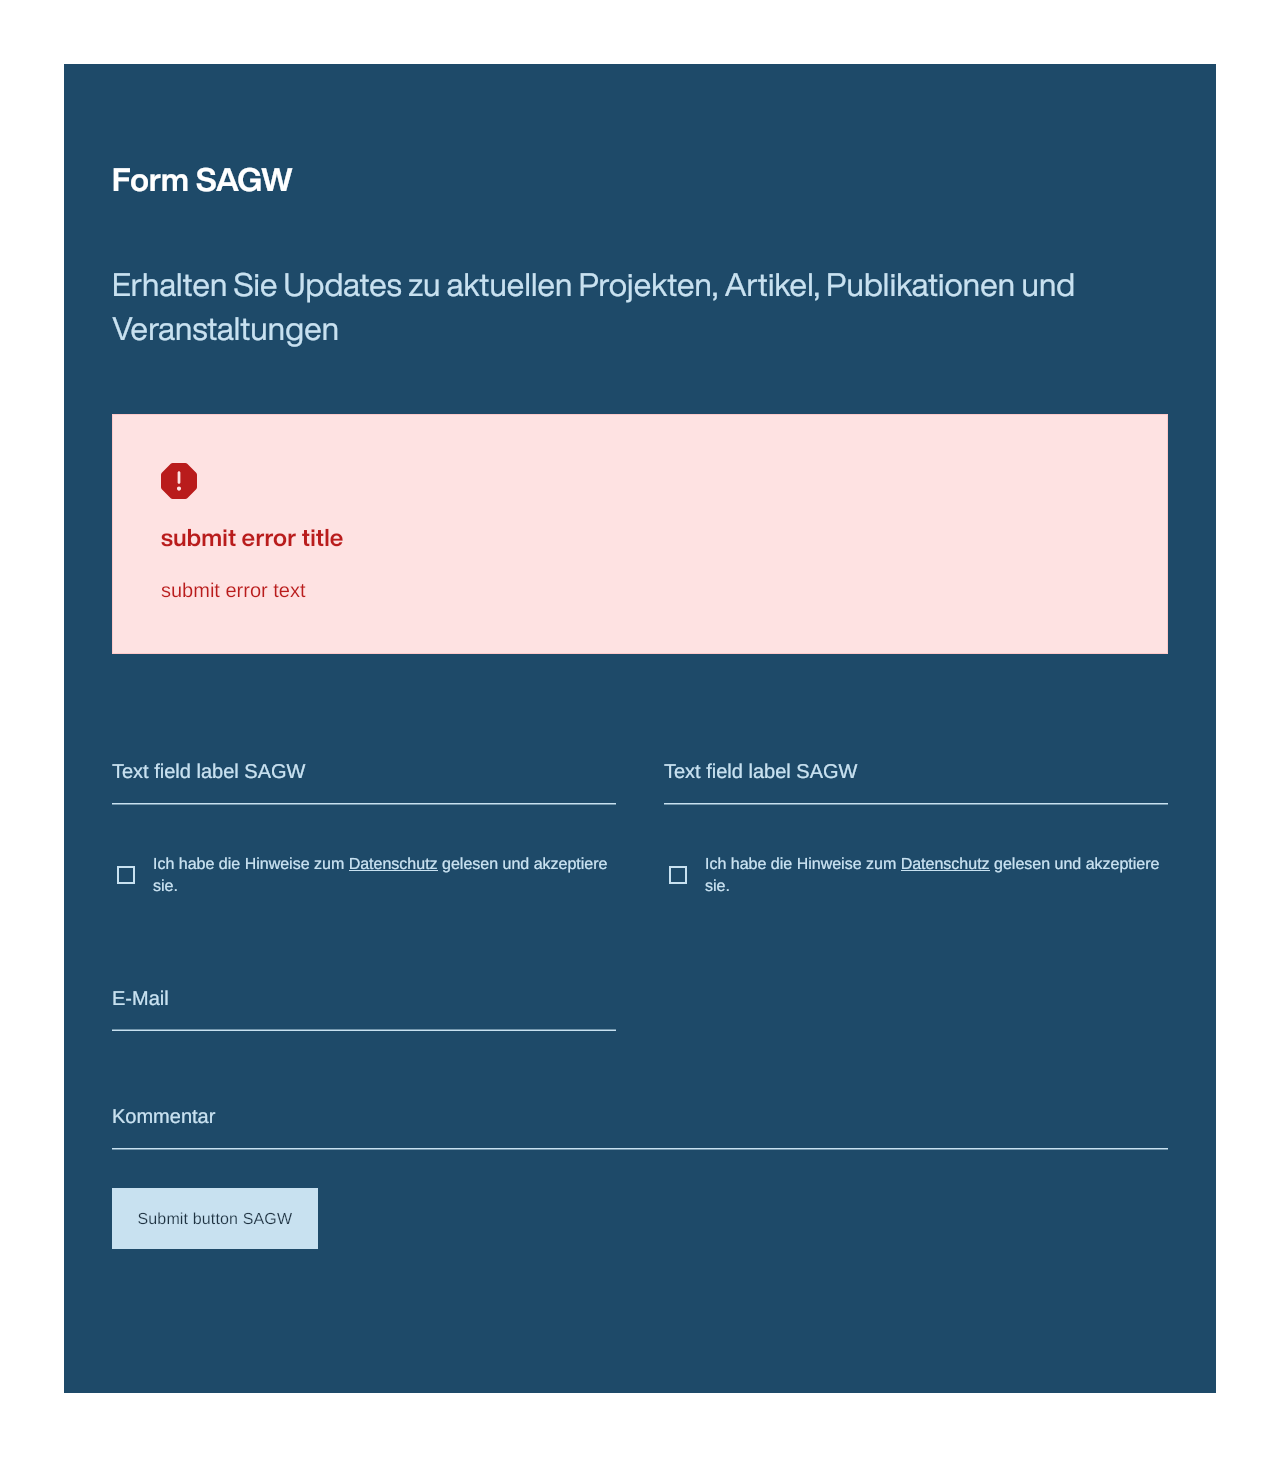 Form SAGW
Erhalten Sie Updates zu aktuellen Projekten, Artikel, Publikationen und
Veranstaltungen
submit error title
submit error text
Text field label SAGW
Text field label SAGW
Ich habe die Hinweise zum Datenschutz gelesen und akzeptiere
sie.
Ich habe die Hinweise zum Datenschutz gelesen und akzeptiere
sie.
E-Mail
Kommentar
Submit button SAGW